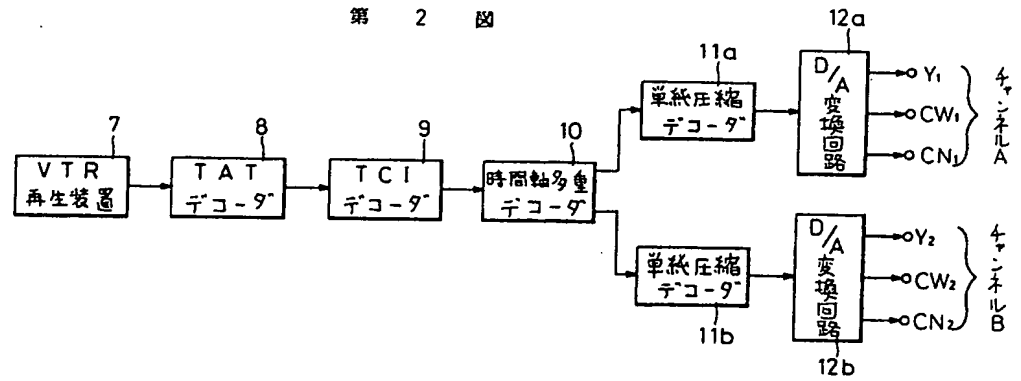 第 2 図
7
VTR
再生装置
8
TAT
デコーダ
9
TCI
デコーダ
10
時間軸多重
デコーダ
11a
単紙圧縮
デコーダ
12a
D/A
変換回路
Y₁
CW₁
CN₁
チャンネルA
単紙圧縮
デコーダ
11b
D/A
変換回路
12b
Y₂
CW₂
CN₂
チャンネルB